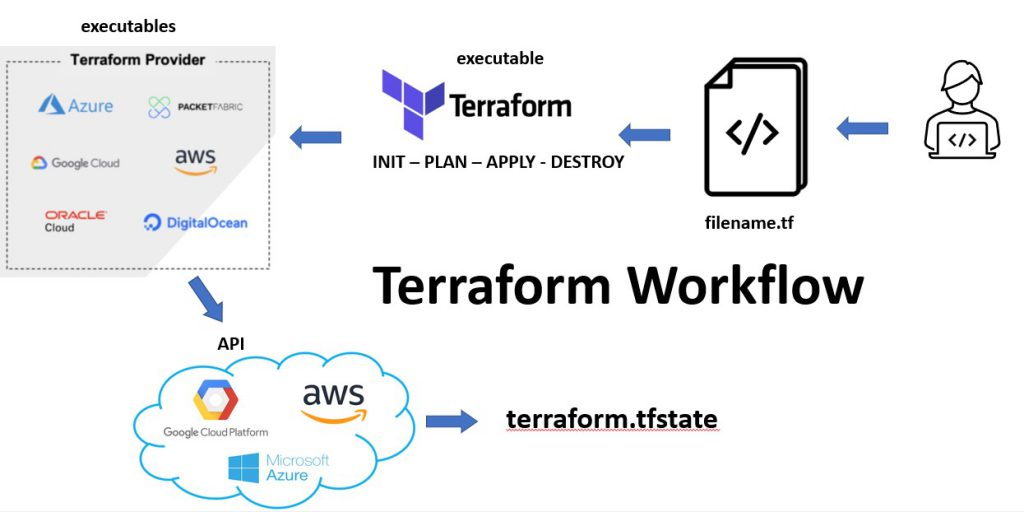 executables
Terraform Provider
Azure
PACKETFABRIC
Google Cloud
aws
ORACLE
Cloud
DigitalOcean
executable
Terraform
INIT – PLAN – APPLY - DESTROY
</>
filename.tf
</>
Terraform Workflow
API
Google Cloud Platform
aws
Microsoft
Azure
terraform.tfstate